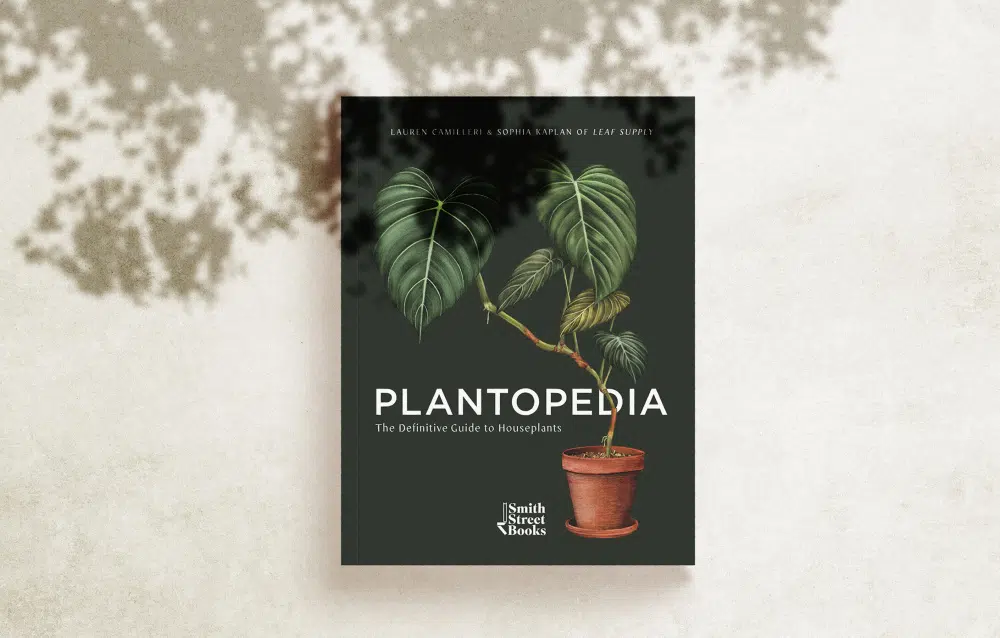 LAUREN CAMILLERI & SOPHIA KAPLAN OF LEAF SUPPLY
PLANTOPEDIA
The Definitive Guide to Houseplants
Smith
Street
Books